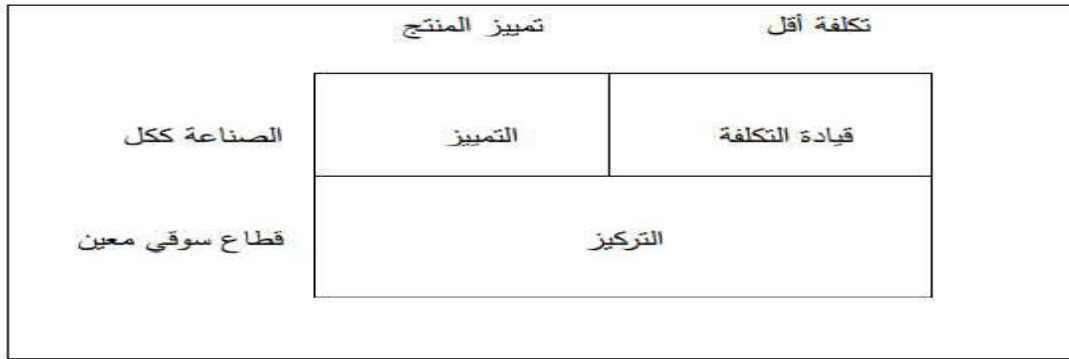 تكلفة أقل تمييز المنتج
قيادة التكلفة التمييز الصناعة ككل
التركيز قطاع سوقي معين